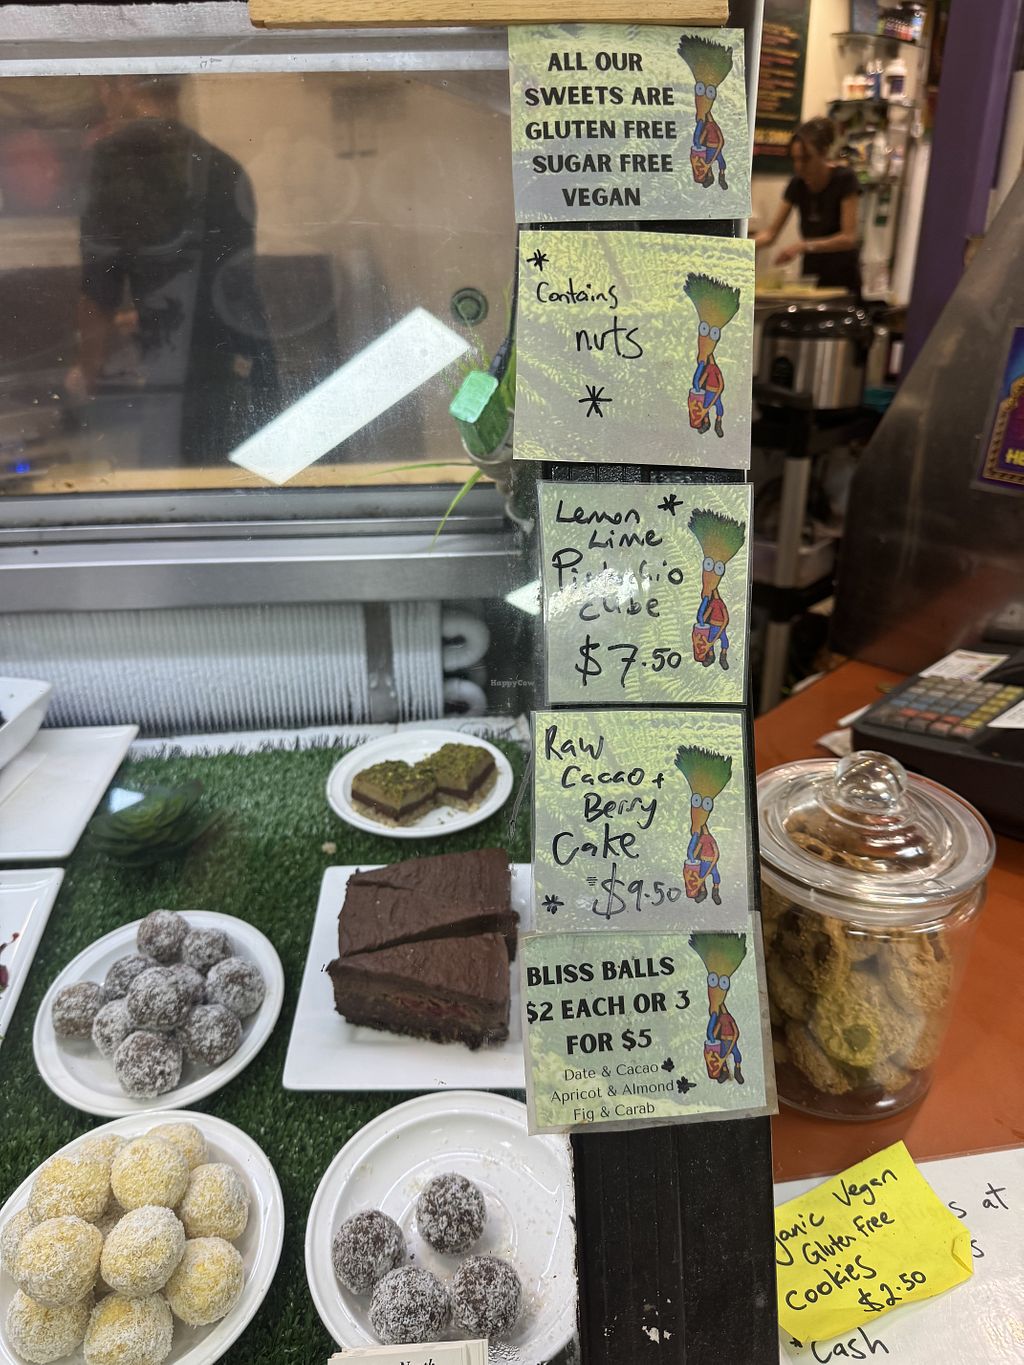 ALL OUR
SWEETS ARE
GLUTEN FREE
SUGAR FREE
VEGAN
*
Contains
nuts
*
Lemon *
Lime
Pistachio
cube
$7.50
HappyCow
Raw
Cacao +
Berry
Cake
* $9.50
BLISS BALLS
$2 EACH OR 3
FOR $5
Date & Cacao
Apricot & Almond
Fig & Carab
Vegan
Gluten Free
Cookies
$2.50
s at
s
*Cash